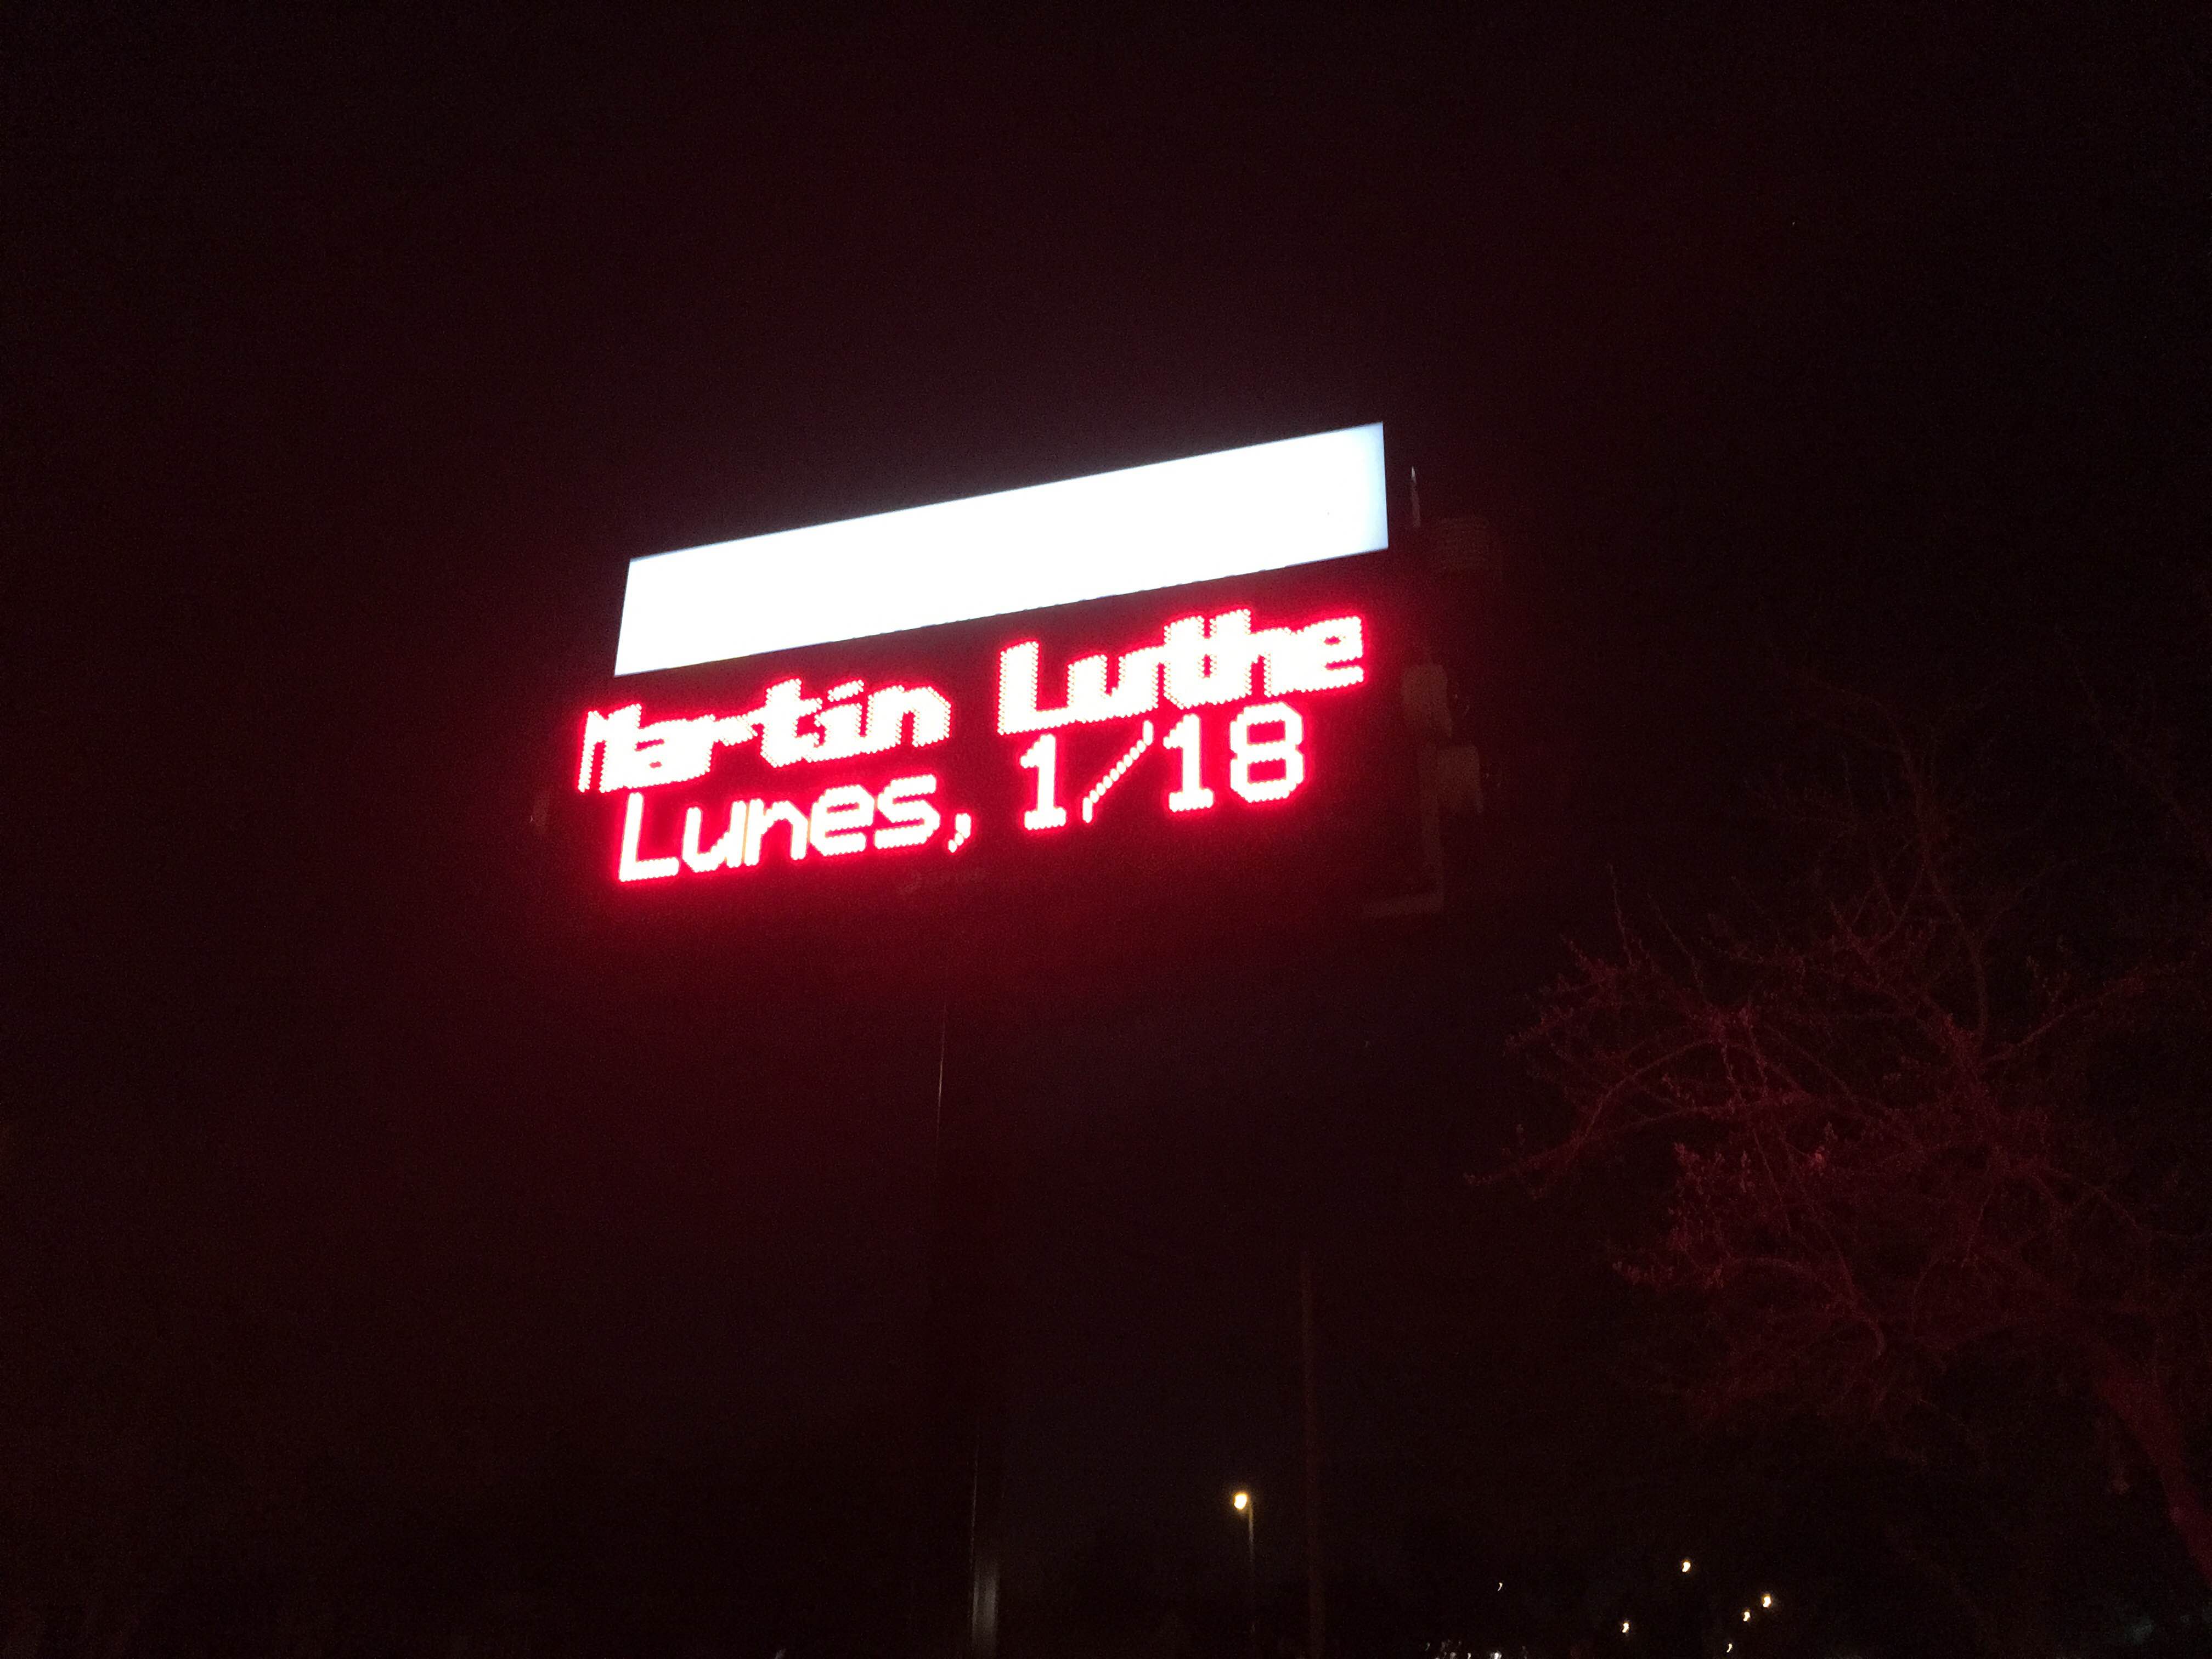 Martin Luthe
Lunes, 1/18